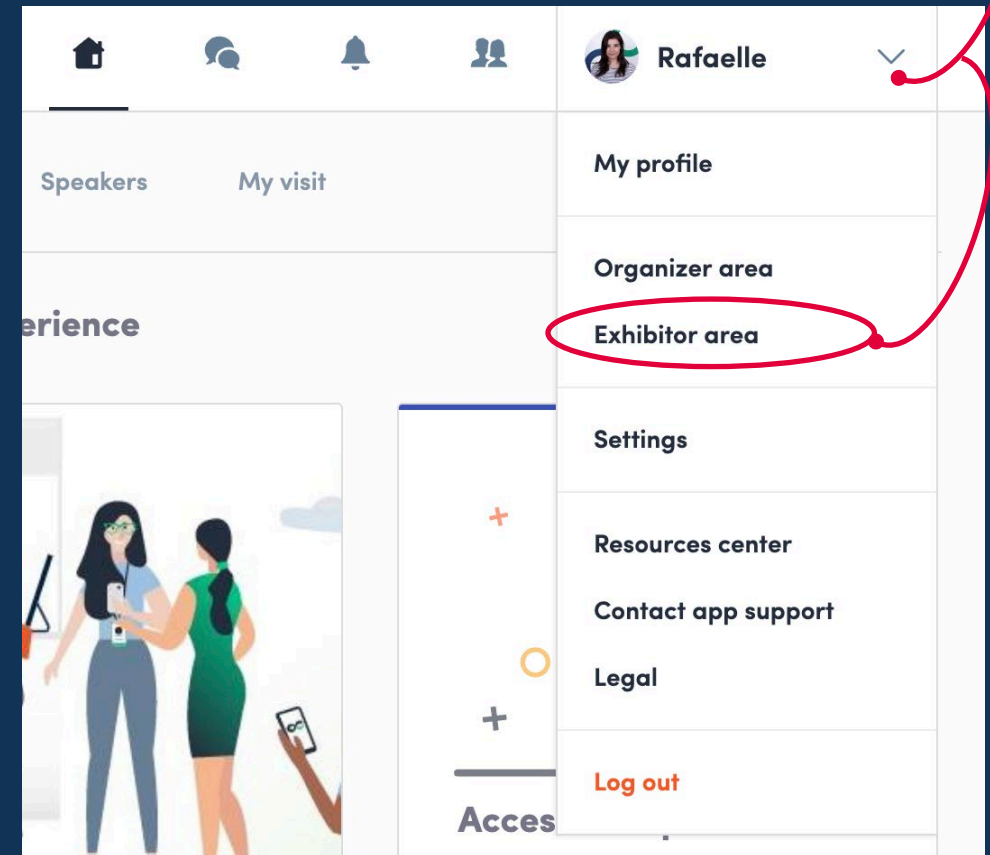 Rafaelle
My profile
Speakers
My visit
Organizer area
erience
Exhibitor area
Settings
Resources center
Contact app support
Legal
Log out
Acces